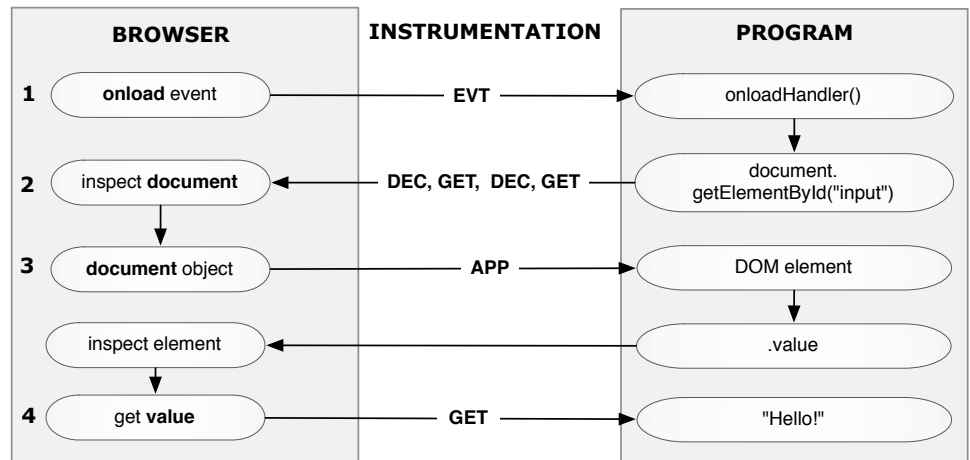 BROWSER
INSTRUMENTATION
PROGRAM
1
onload event
EVT
onloadHandler()
2
inspect document
DEC, GET, DEC, GET
document.
getElementById("input")
3
document object
APP
DOM element
inspect element
.value
4
get value
GET
"Hello!"